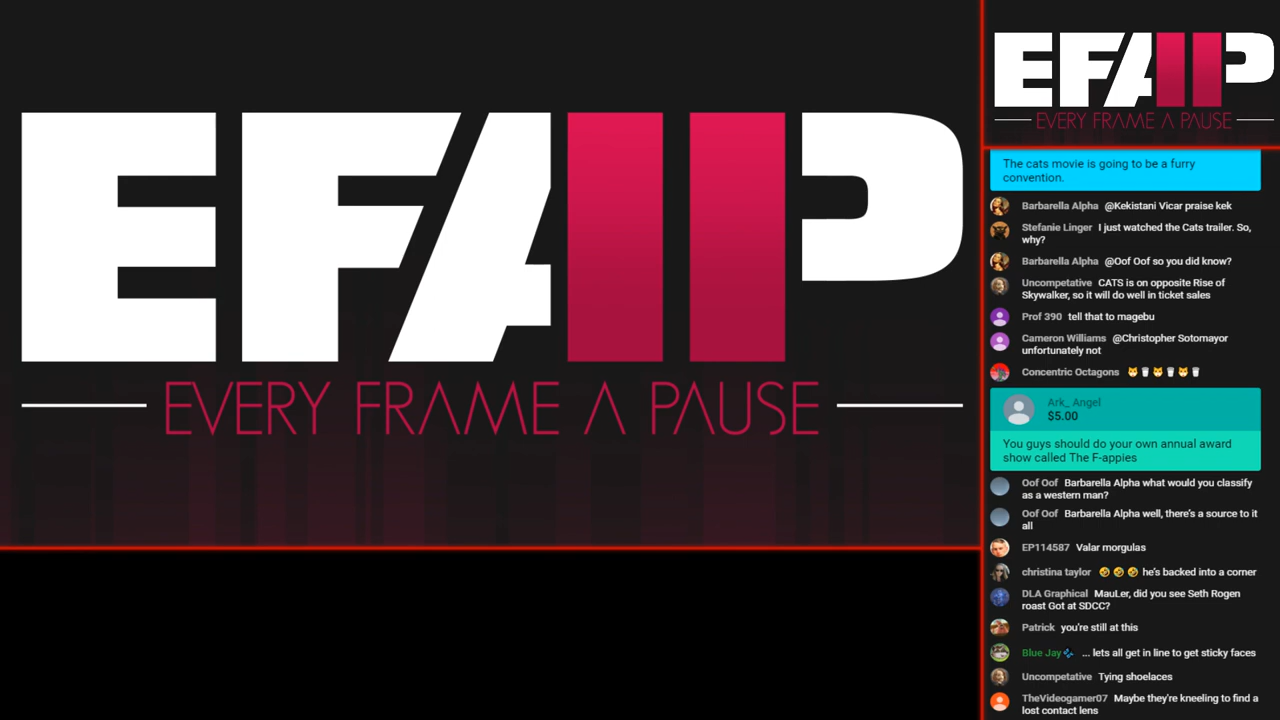 EFAP
EVERY FRAME A PAUSE
EFAP
EVERY FRAME A PAUSE
The cats movie is going to be a furry
convention.
Barbarella Alpha @Kekistani Vicar praise kek
Stefanie Linger I just watched the Cats trailer. So,
why?
Barbarella Alpha @Oof Oof so you did know?
Uncompetative CATS is on opposite Rise of
Skywalker, so it will do well in ticket sales
Prof 390 tell that to magebu
Cameron Williams @Christopher Sotomayor
unfortunately not
Concentric Octagons 🐱🥛🐱🥛🐱🥛
Ark_ Angel
$5.00
You guys should do your own annual award
show called The F-appies
Oof Oof Barbarella Alpha what would you classify
as a western man?
Oof Oof Barbarella Alpha well, there's a source to it
all
EP114587 Valar morgulas
christina taylor 🤣🤣🤣 he's backed into a corner
DLA Graphical MauLer, did you see Seth Rogen
roast Got at SDCC?
Patrick you're still at this
Blue Jay💠 ... lets all get in line to get sticky faces
Uncompetative Tying shoelaces
TheVideogamer07 Maybe they're kneeling to find a
lost contact lens